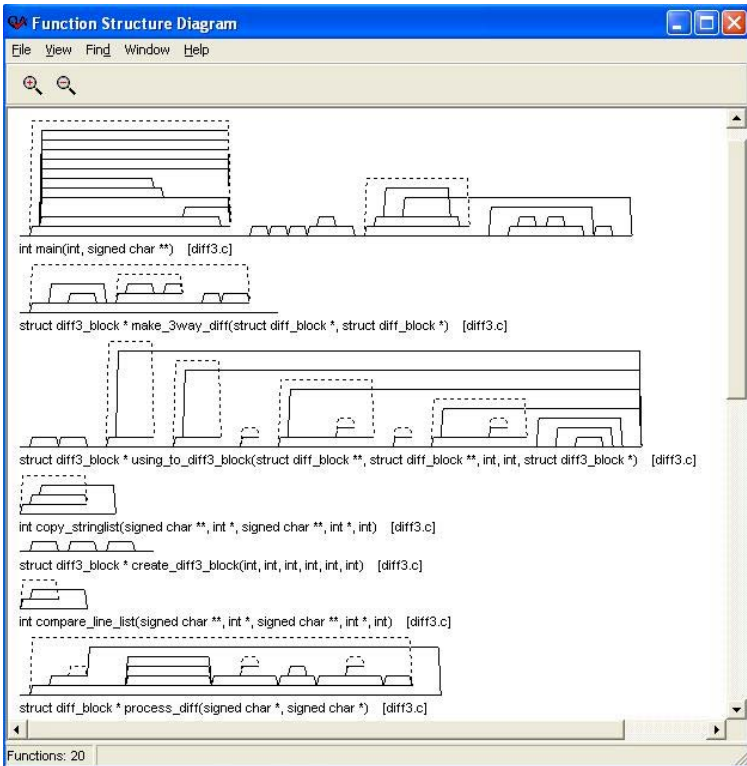 Function Structure Diagram
File View Find Window Help
int main(int, signed char **) [diff3.c]
struct diff3_block * make_3way_diff(struct diff_block *, struct diff_block *) [diff3.c]
struct diff3_block * using_to_diff3_block(struct diff_block **, struct diff_block **, int, int, struct diff3_block *) [diff3.c]
int copy_stringlist(signed char **, int *, signed char **, int *, int) [diff3.c]
struct diff3_block * create_diff3_block(int, int, int, int, int, int) [diff3.c]
int compare_line_list(signed char **, int *, signed char **, int *, int) [diff3.c]
struct diff_block * process_diff(signed char *, signed char *) [diff3.c]
Functions: 20